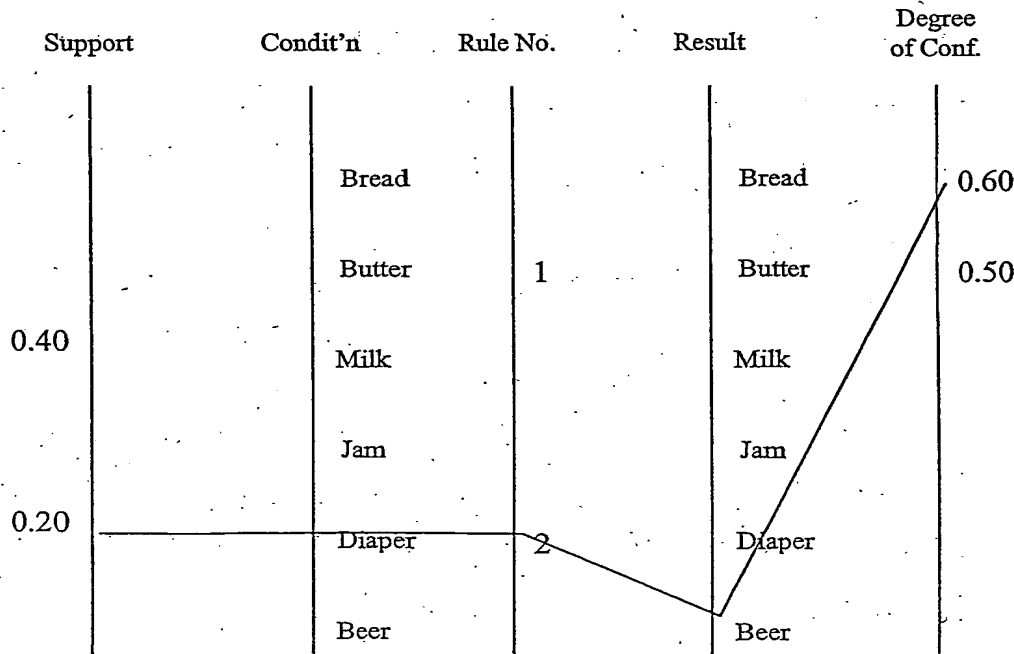 Support Condit'n Rule No. Result Degree of Conf.
Bread Bread 0.60
Butter 1 Butter 0.50
0.40
Milk Milk
Jam Jam
0.20
Diaper 2 Diaper
Beer Beer